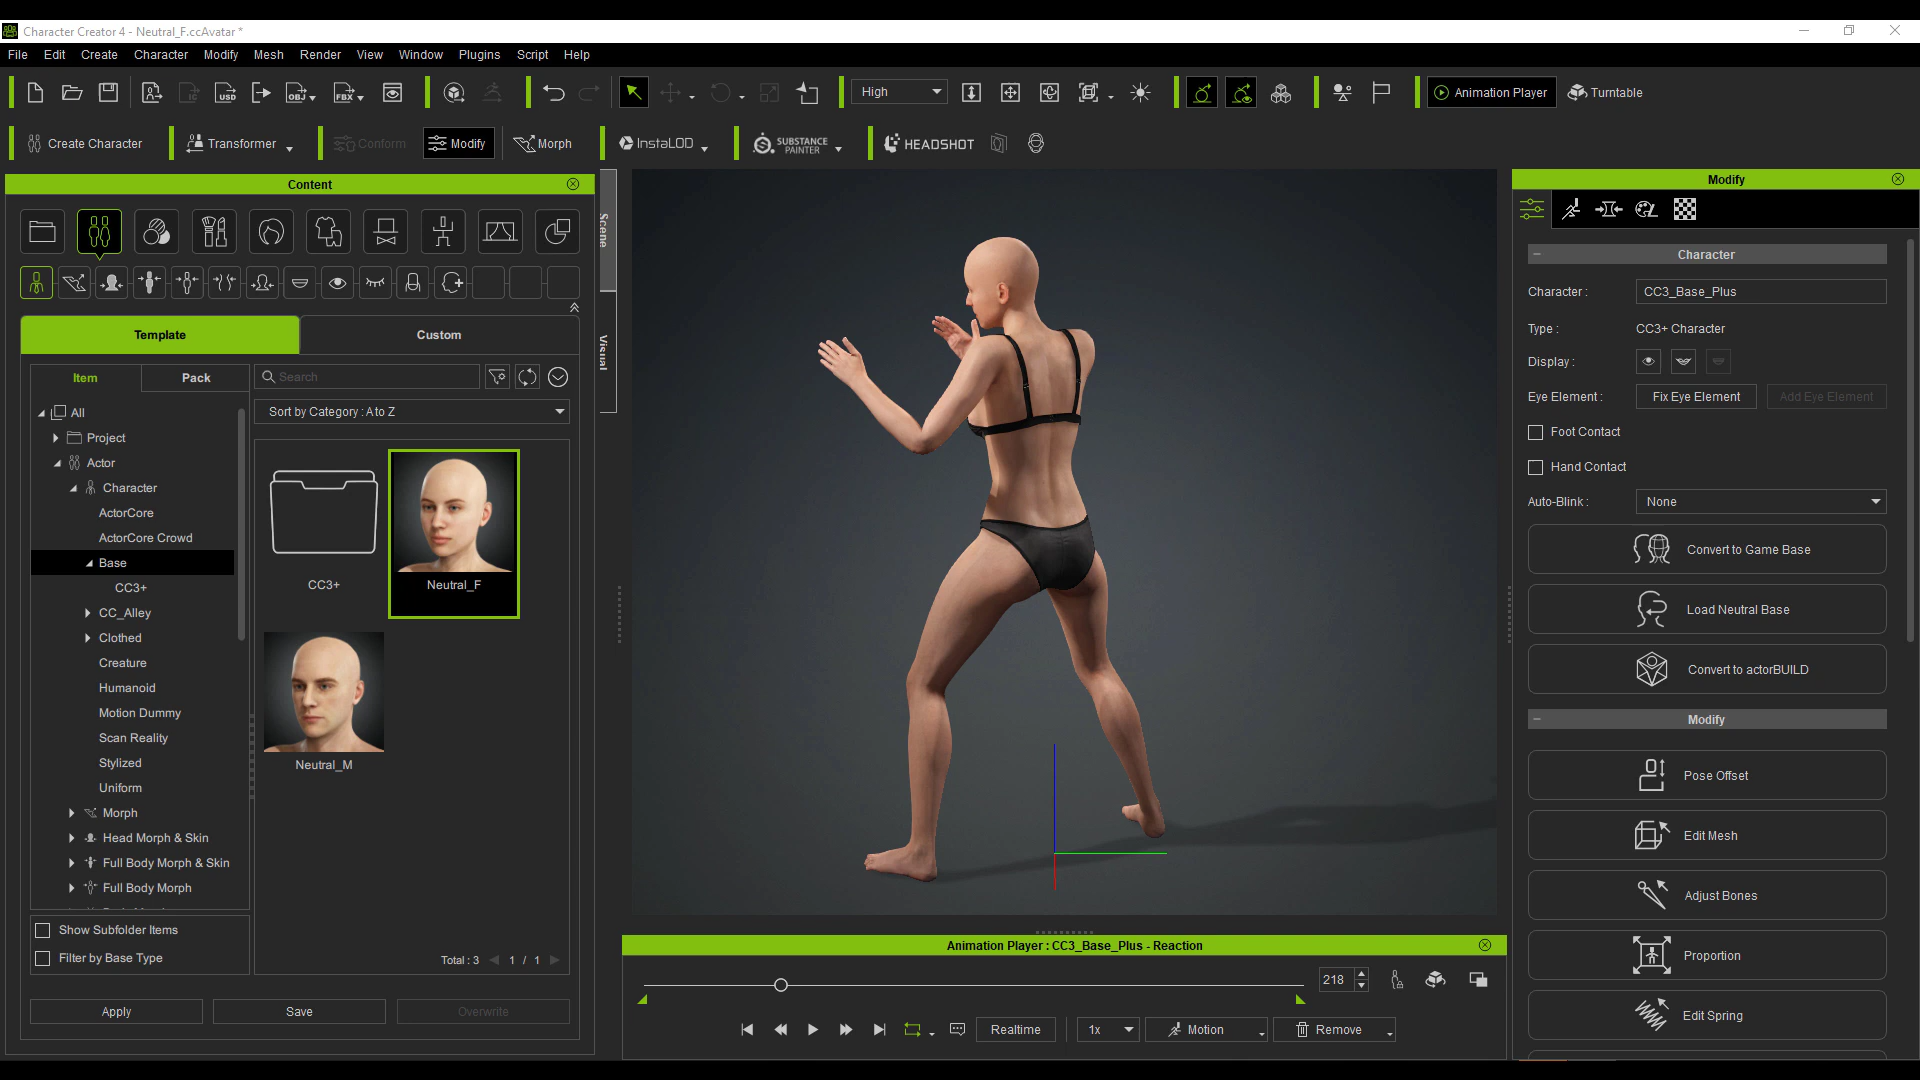 Character Creator 4 - Neutral_F.ccAvatar *
File Edit Create Character Modify Mesh Render View Window Plugins Script Help
USD OBJ FBX High Animation Player Turntable
Create Character Transformer Conform Modify Morph InstaLOD SUBSTANCE PAINTER HEADSHOT
Content
Scene
Visual
Template Custom
Item Pack Search
Sort by Category : A to Z
All
Project
Actor
Character
ActorCore
ActorCore Crowd
Base
CC3+
CC_Alley
Clothed
Creature
Humanoid
Motion Dummy
Scan Reality
Stylized
Uniform
Morph
Head Morph & Skin
Full Body Morph & Skin
Full Body Morph
Show Subfolder Items
Filter by Base Type
CC3+ Neutral_F
Neutral_M
Total : 3 1 / 1
Apply Save Overwrite
Animation Player : CC3_Base_Plus - Reaction
218
Realtime 1x Motion Remove
Modify
Character
Character : CC3_Base_Plus
Type : CC3+ Character
Display :
Eye Element : Fix Eye Element Add Eye Element
Foot Contact
Hand Contact
Auto-Blink : None
Convert to Game Base
Load Neutral Base
Convert to actorBUILD
Modify
Pose Offset
Edit Mesh
Adjust Bones
Proportion
Edit Spring